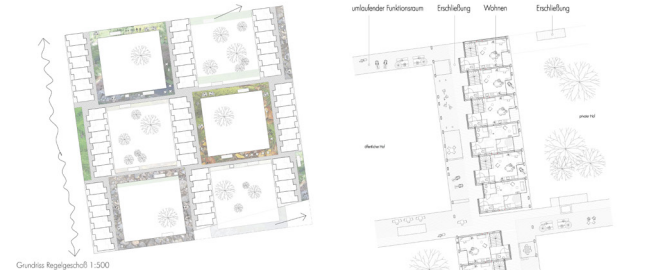 umlaufender Funktionsraum Erschließung Wohnen Erschließung
öffentlicher Hof
privater Hof
Grundriss Regelgeschoß 1:500